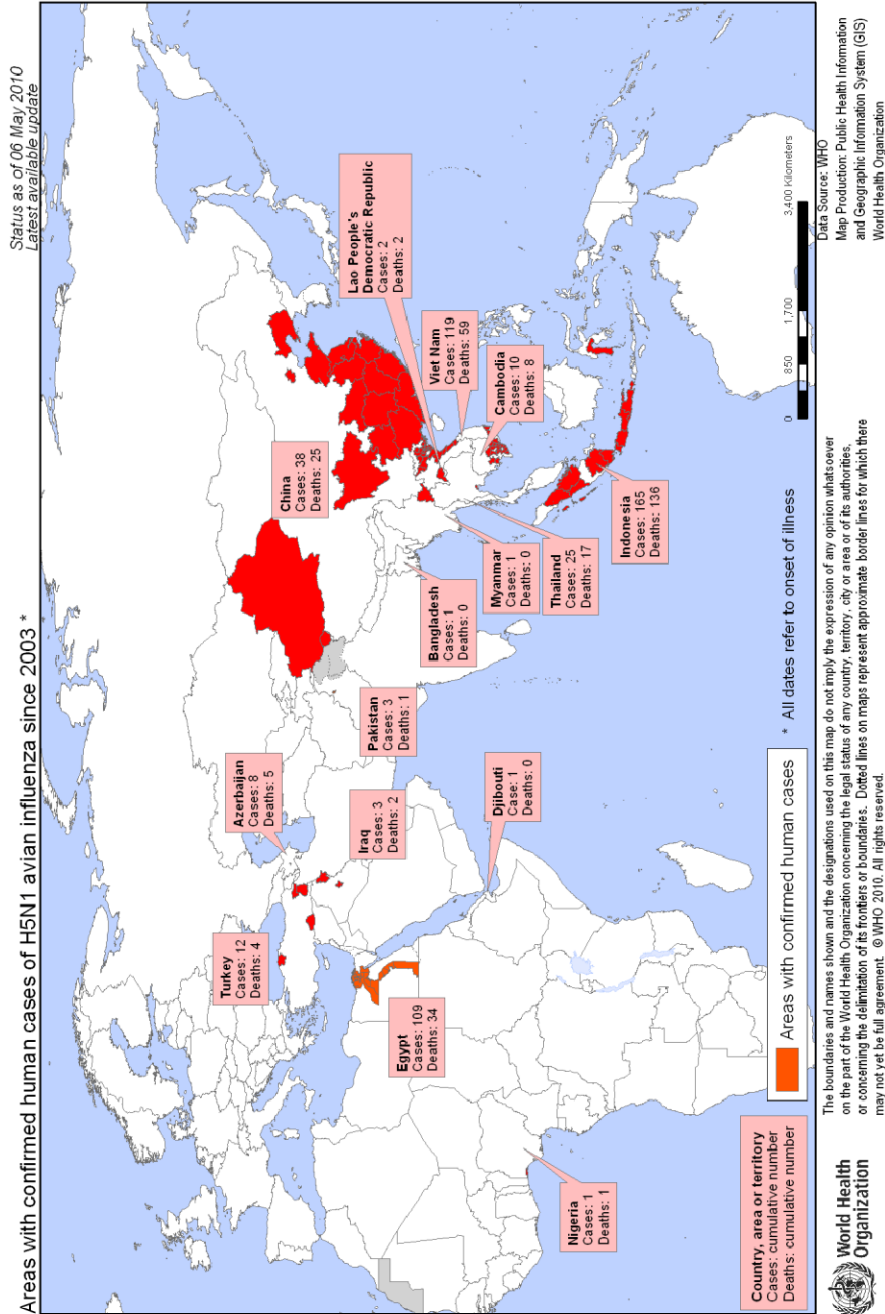 Areas with confirmed human cases of H5N1 avian influenza since 2003 *
Status as of 06 May 2010
Latest available update
Turkey
Cases: 12
Deaths: 4
Azerbaijan
Cases: 8
Deaths: 5
China
Cases: 38
Deaths: 25
Lao People's
Democratic Republic
Cases: 2
Deaths: 2
Egypt
Cases: 109
Deaths: 34
Iraq
Cases: 3
Deaths: 2
Pakistan
Cases: 3
Deaths: 1
Bangladesh
Cases: 1
Deaths: 0
Viet Nam
Cases: 119
Deaths: 59
Myanmar
Cases: 1
Deaths: 0
Cambodia
Cases: 10
Deaths: 8
Djibouti
Case: 1
Deaths: 0
Thailand
Cases: 25
Deaths: 17
Nigeria
Cases: 1
Deaths: 1
Indonesia
Cases: 165
Deaths: 136
Country, area or territory
Cases: cumulative number
Deaths: cumulative number
Areas with confirmed human cases
* All dates refer to onset of illness
0 850 1,700 3,400 Kilometers
World Health
Organization
The boundaries and names shown and the designations used on this map do not imply the expression of any opinion whatsoever
on the part of the World Health Organization concerning the legal status of any country, territory, city or area or of its authorities,
or concerning the delimitation of its frontiers or boundaries. Dotted lines on maps represent approximate border lines for which there
may not yet be full agreement. © WHO 2010. All rights reserved.
Data Source: WHO
Map Production: Public Health Information
and Geographic Information System (GIS)
World Health Organization